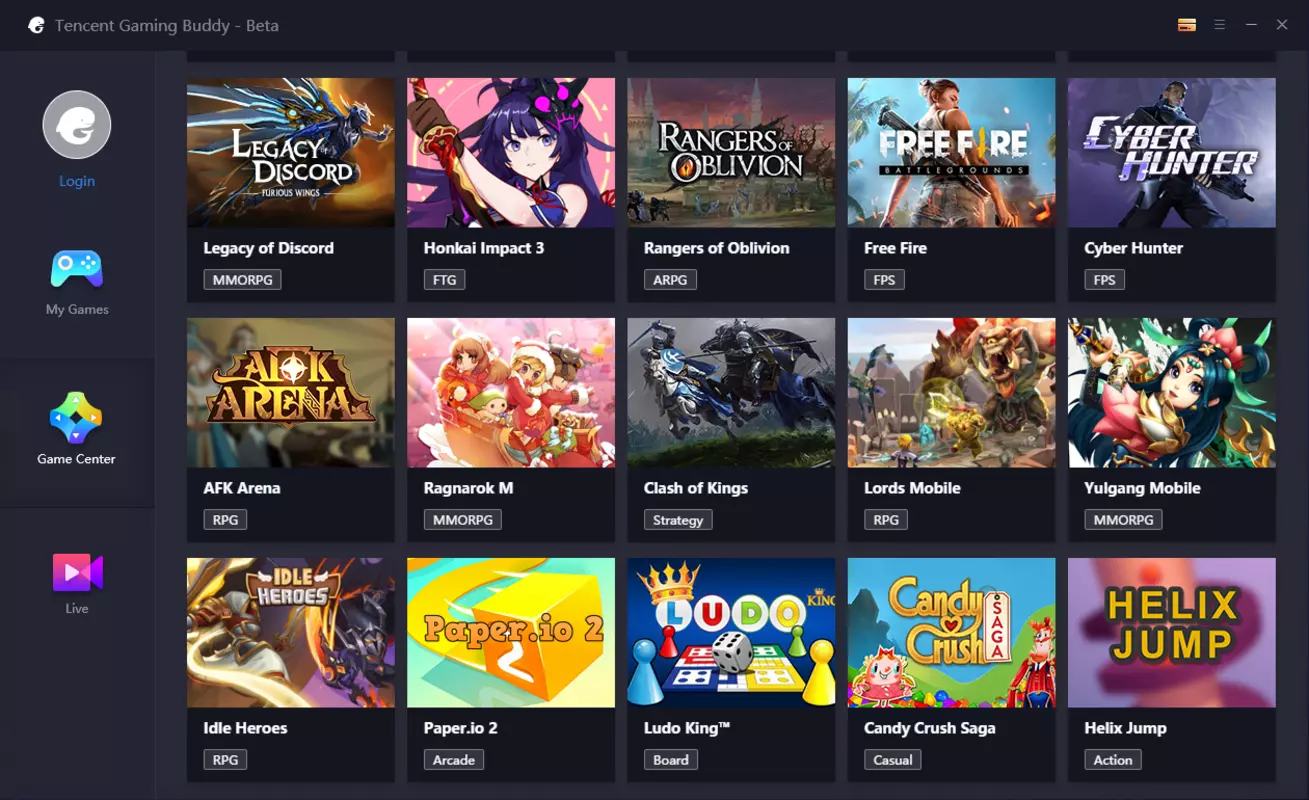 Tencent Gaming Buddy - Beta
Login
My Games
Game Center
Live
LEGACY OF
DISCORD
FURIOUS WINGS
Legacy of Discord
MMORPG
Honkai Impact 3
FTG
RANGERS OF
OBLIVION
Rangers of Oblivion
ARPG
FREE FIRE
BATTLEGROUNDS
Free Fire
FPS
CYBER
HUNTER
Cyber Hunter
FPS
AFK
ARENA
AFK Arena
RPG
Ragnarok M
MMORPG
Clash of Kings
Strategy
Lords Mobile
RPG
Yulgang Mobile
MMORPG
IDLE
HEROES
Idle Heroes
RPG
Paper.io 2
2
Paper.io 2
Arcade
LUDO KING
Ludo King™
Board
Candy
Crush
SAGA
Candy Crush Saga
Casual
HELIX
JUMP
Helix Jump
Action